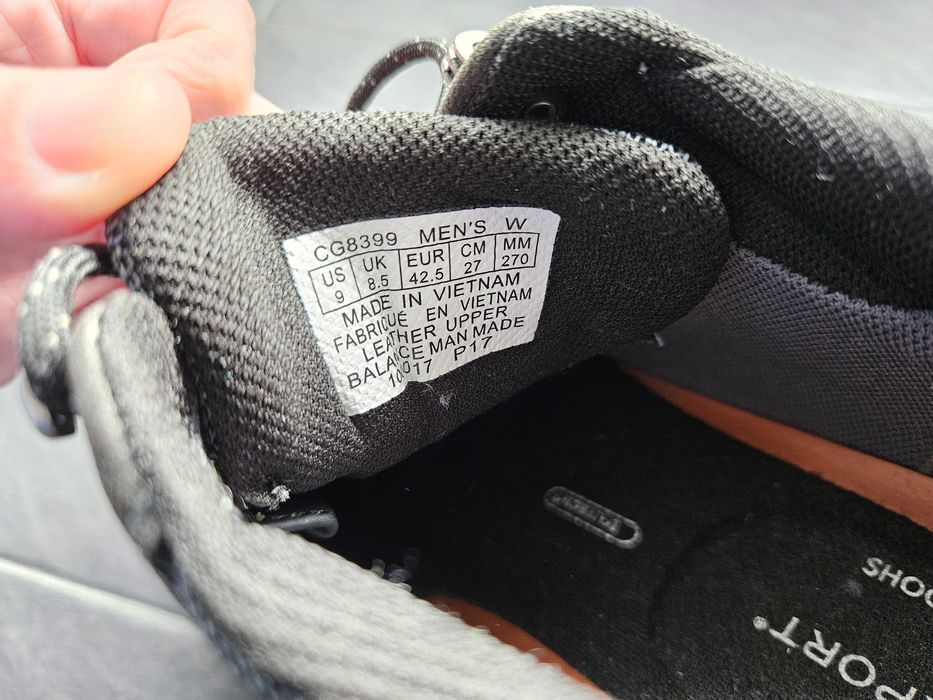 CG8399 MEN'S W
US UK EUR CM MM
9 8.5 42.5 27 270
MADE IN VIETNAM
FABRIQUÉ EN VIETNAM
LEATHER UPPER
BALANCE MAN MADE
P17
PORT®